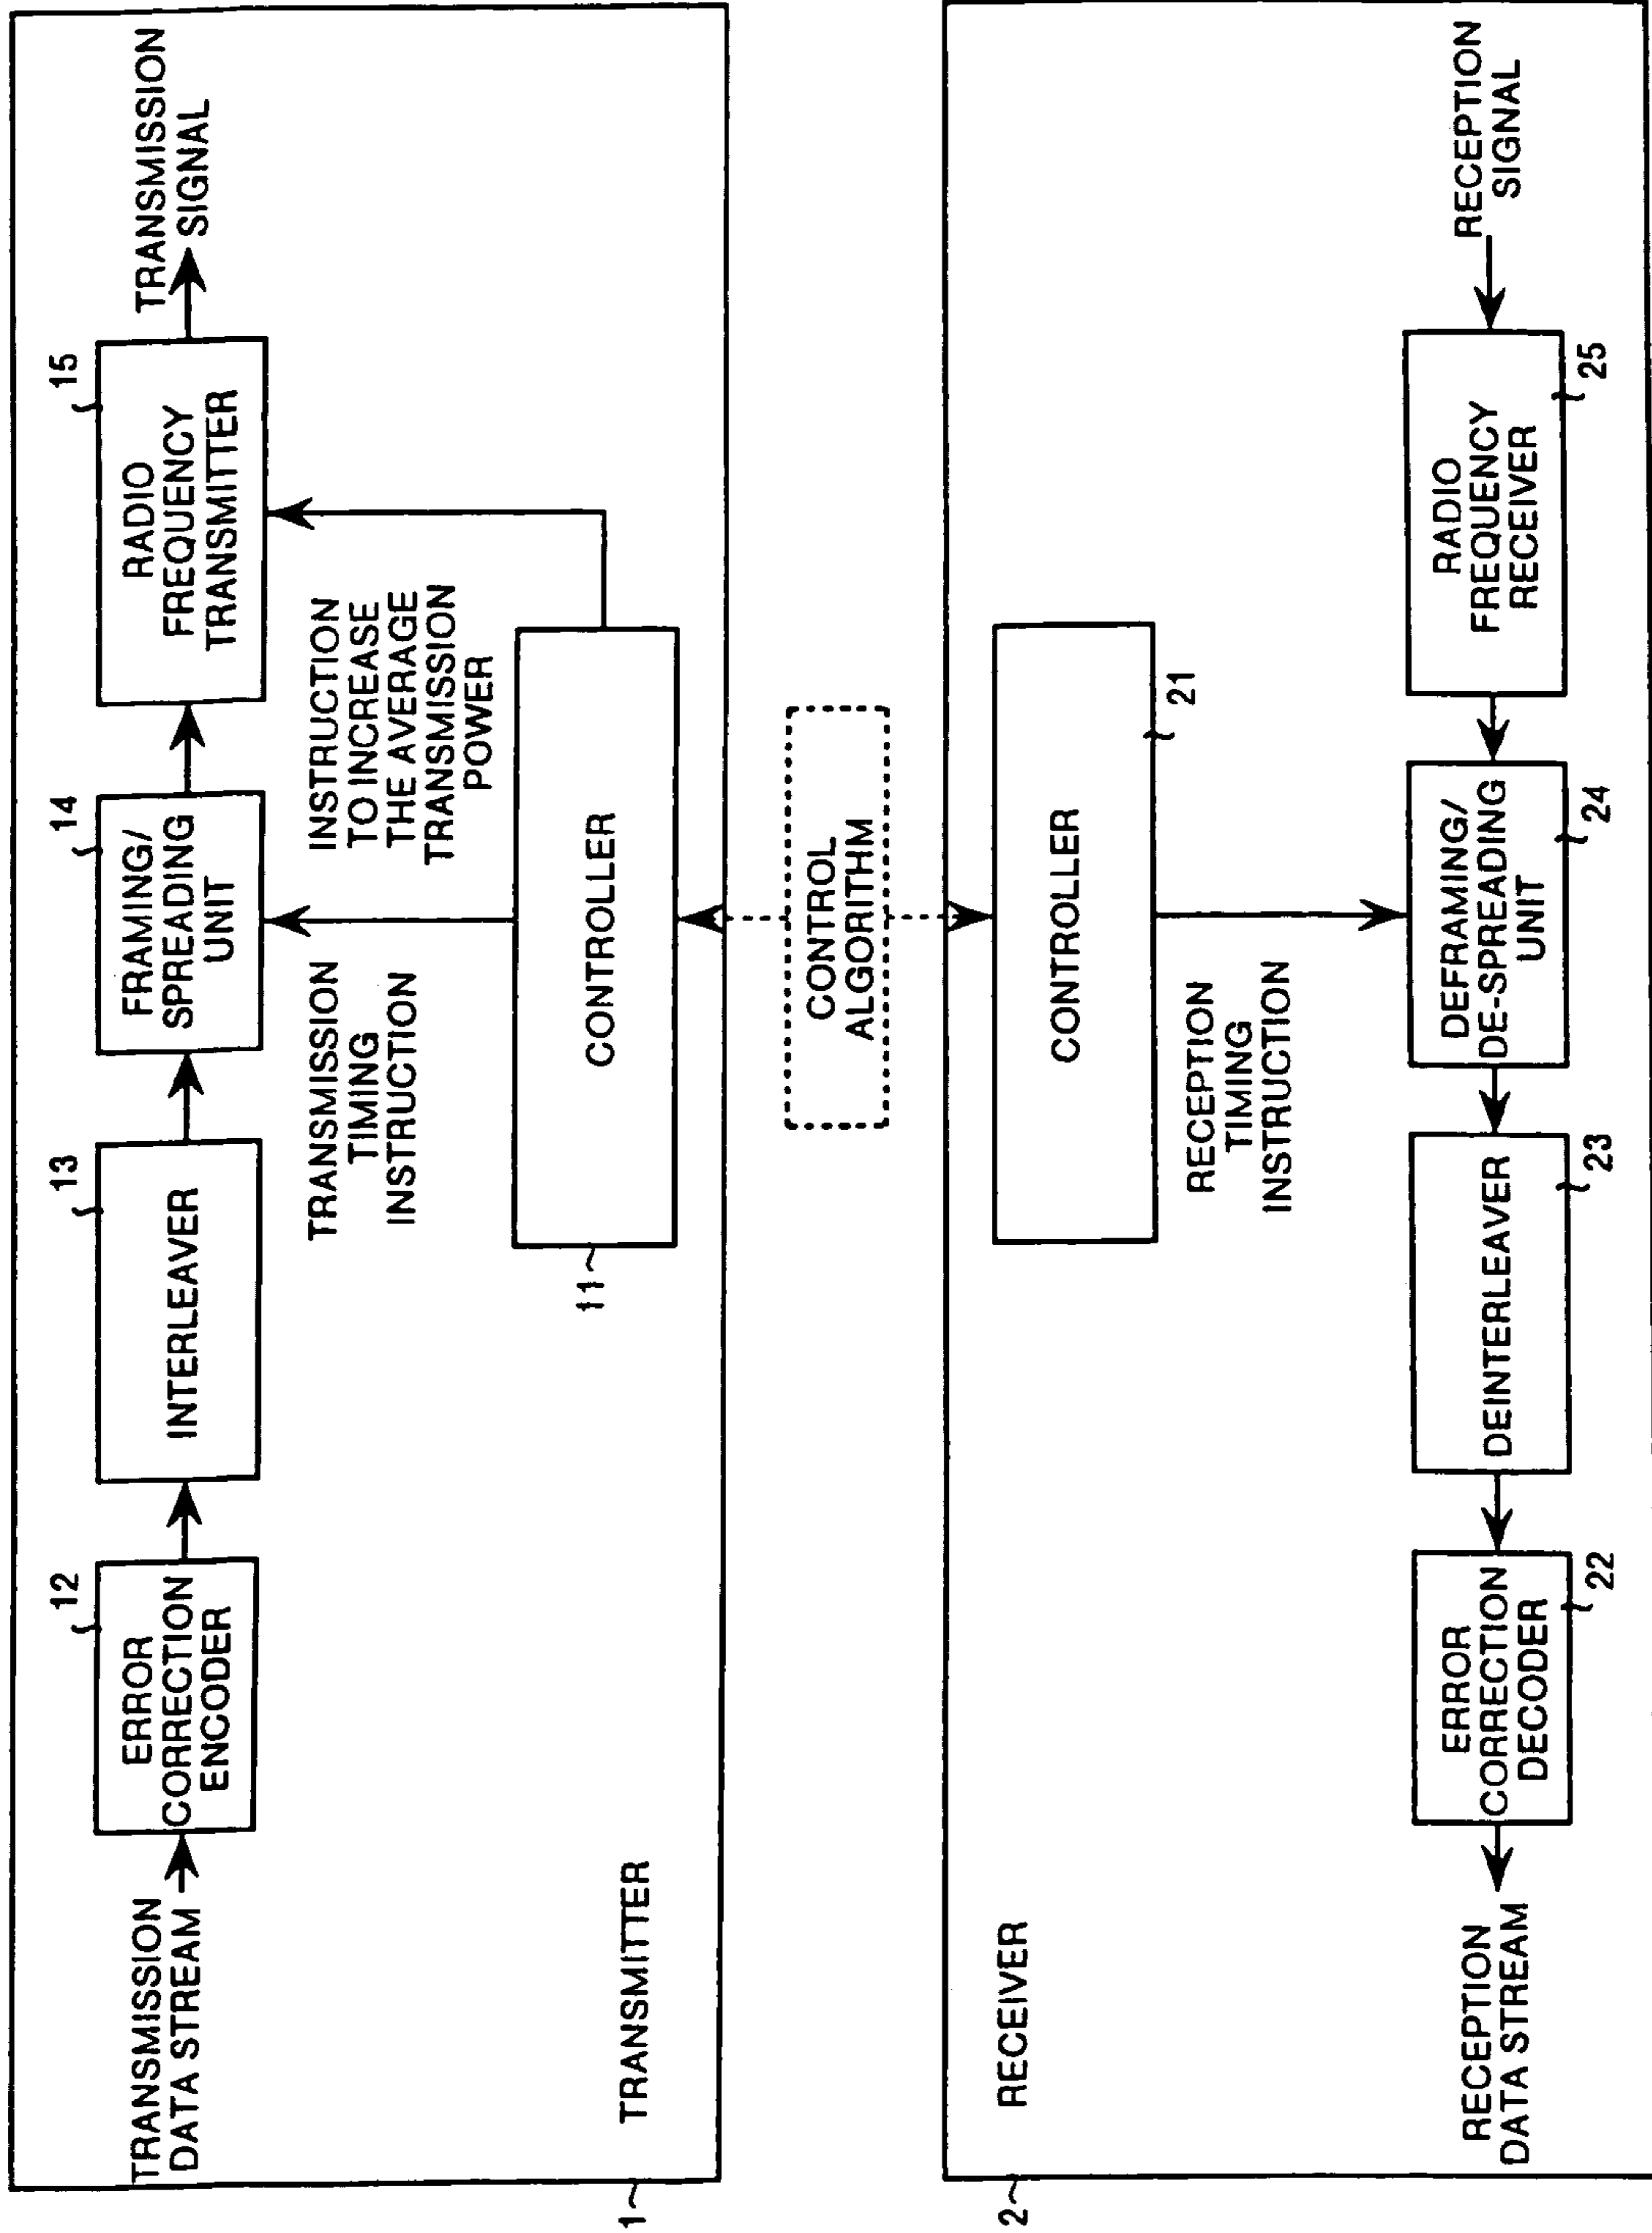 TRANSMISSION
DATA STREAM
12
ERROR
CORRECTION
ENCODER
13
INTERLEAVER
14
FRAMING/
SPREADING
UNIT
15
RADIO
FREQUENCY
TRANSMITTER
TRANSMISSION
SIGNAL
TRANSMISSION
TIMING
INSTRUCTION
INSTRUCTION
TO INCREASE
THE AVERAGE
TRANSMISSION
POWER
11
CONTROLLER
TRANSMITTER
1
CONTROL
ALGORITHM
2
RECEIVER
CONTROLLER
21
RECEPTION
TIMING
INSTRUCTION
RECEPTION
DATA STREAM
ERROR
CORRECTION
DECODER
22
DEINTERLEAVER
23
DEFRAMING/
DE-SPREADING
UNIT
24
RADIO
FREQUENCY
RECEIVER
25
RECEPTION
SIGNAL